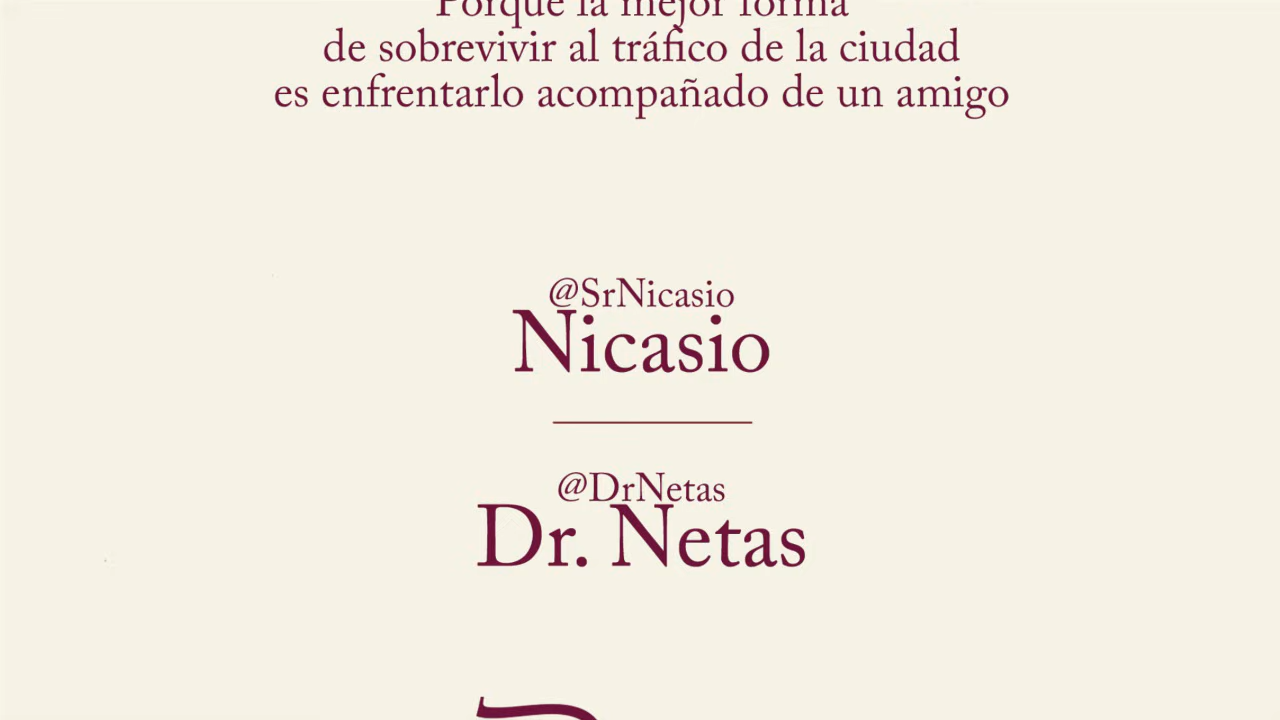 Porque la mejor forma
de sobrevivir al tráfico de la ciudad
es enfrentarlo acompañado de un amigo
@SrNicasio
Nicasio
@DrNetas
Dr. Netas